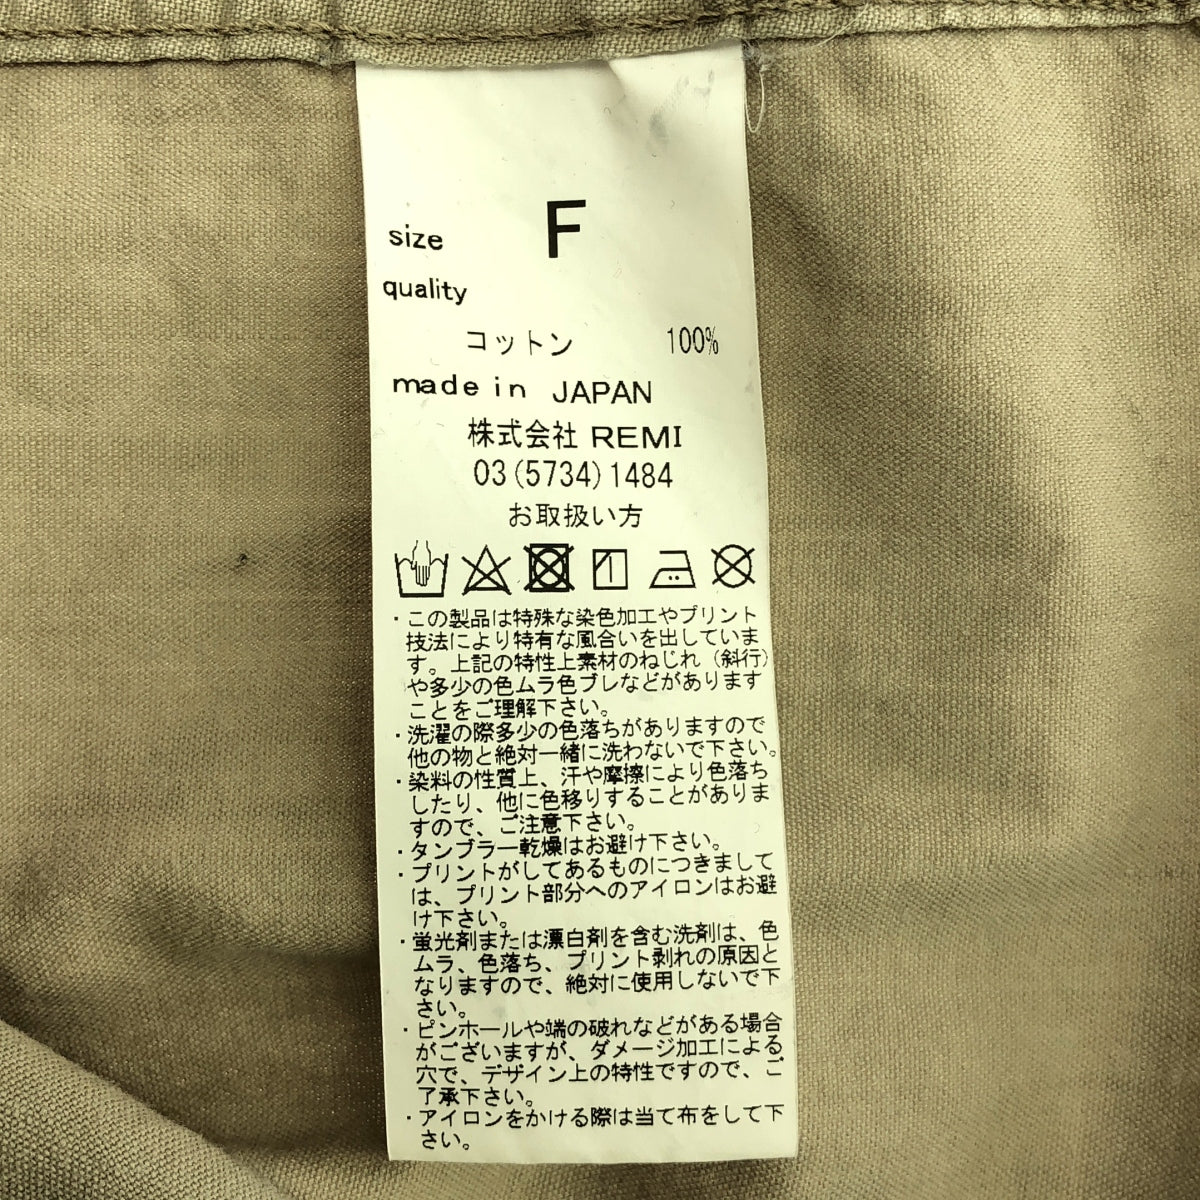 size F
quality
コットン 100%
made in JAPAN
株式会社 REMI
03(5734)1484
お取扱い方
・この製品は特殊な染色加工やプリント
技法により特有な風合いを出していま
す。上記の特性上素材のねじれ（斜行）
や多少の色ムラ色ブレなどがあります
ことをご理解下さい。
・洗濯の際多少の色落ちがありますので
他の物と絶対一緒に洗わないで下さい。
・染料の性質上、汗や摩擦により色落ち
したり、他に色移りすることがありま
すので、ご注意下さい。
・タンブラー乾燥はお避け下さい。
・プリントがしてあるものにつきまして
は、プリント部分へのアイロンはお避
け下さい。
・蛍光剤または漂白剤を含む洗剤は、色
ムラ、色落ち、プリント剥れの原因と
なりますので、絶対に使用しないで下
さい。
・ピンホールや端の破れなどがある場合
がございますが、ダメージ加工による
穴で、デザイン上の特性ですので、ご
了承下さい。
・アイロンをかける際は当て布をして下
さい。